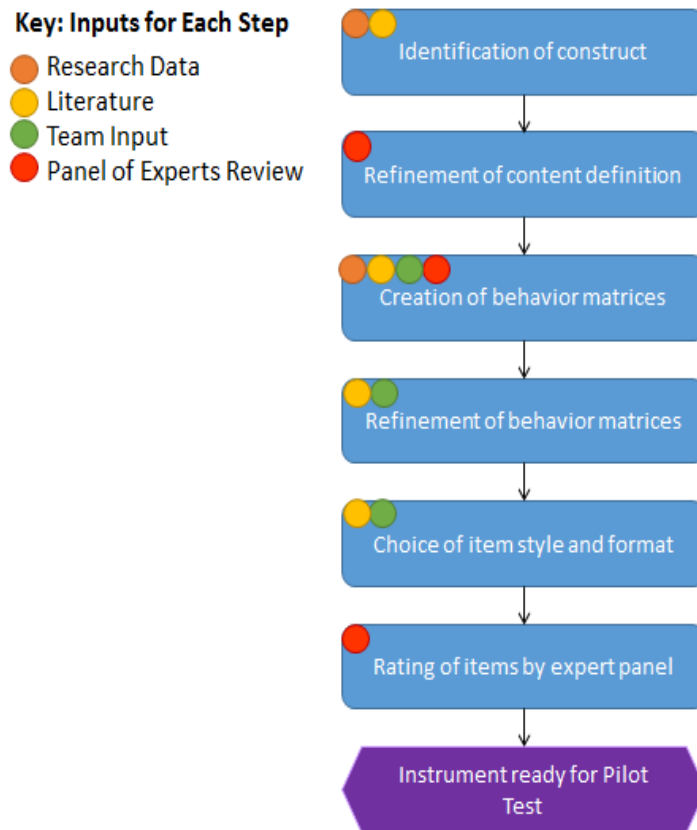 Key: Inputs for Each Step
Research Data
Literature
Team Input
Panel of Experts Review
Identification of construct
Refinement of content definition
Creation of behavior matrices
Refinement of behavior matrices
Choice of item style and format
Rating of items by expert panel
Instrument ready for Pilot
Test